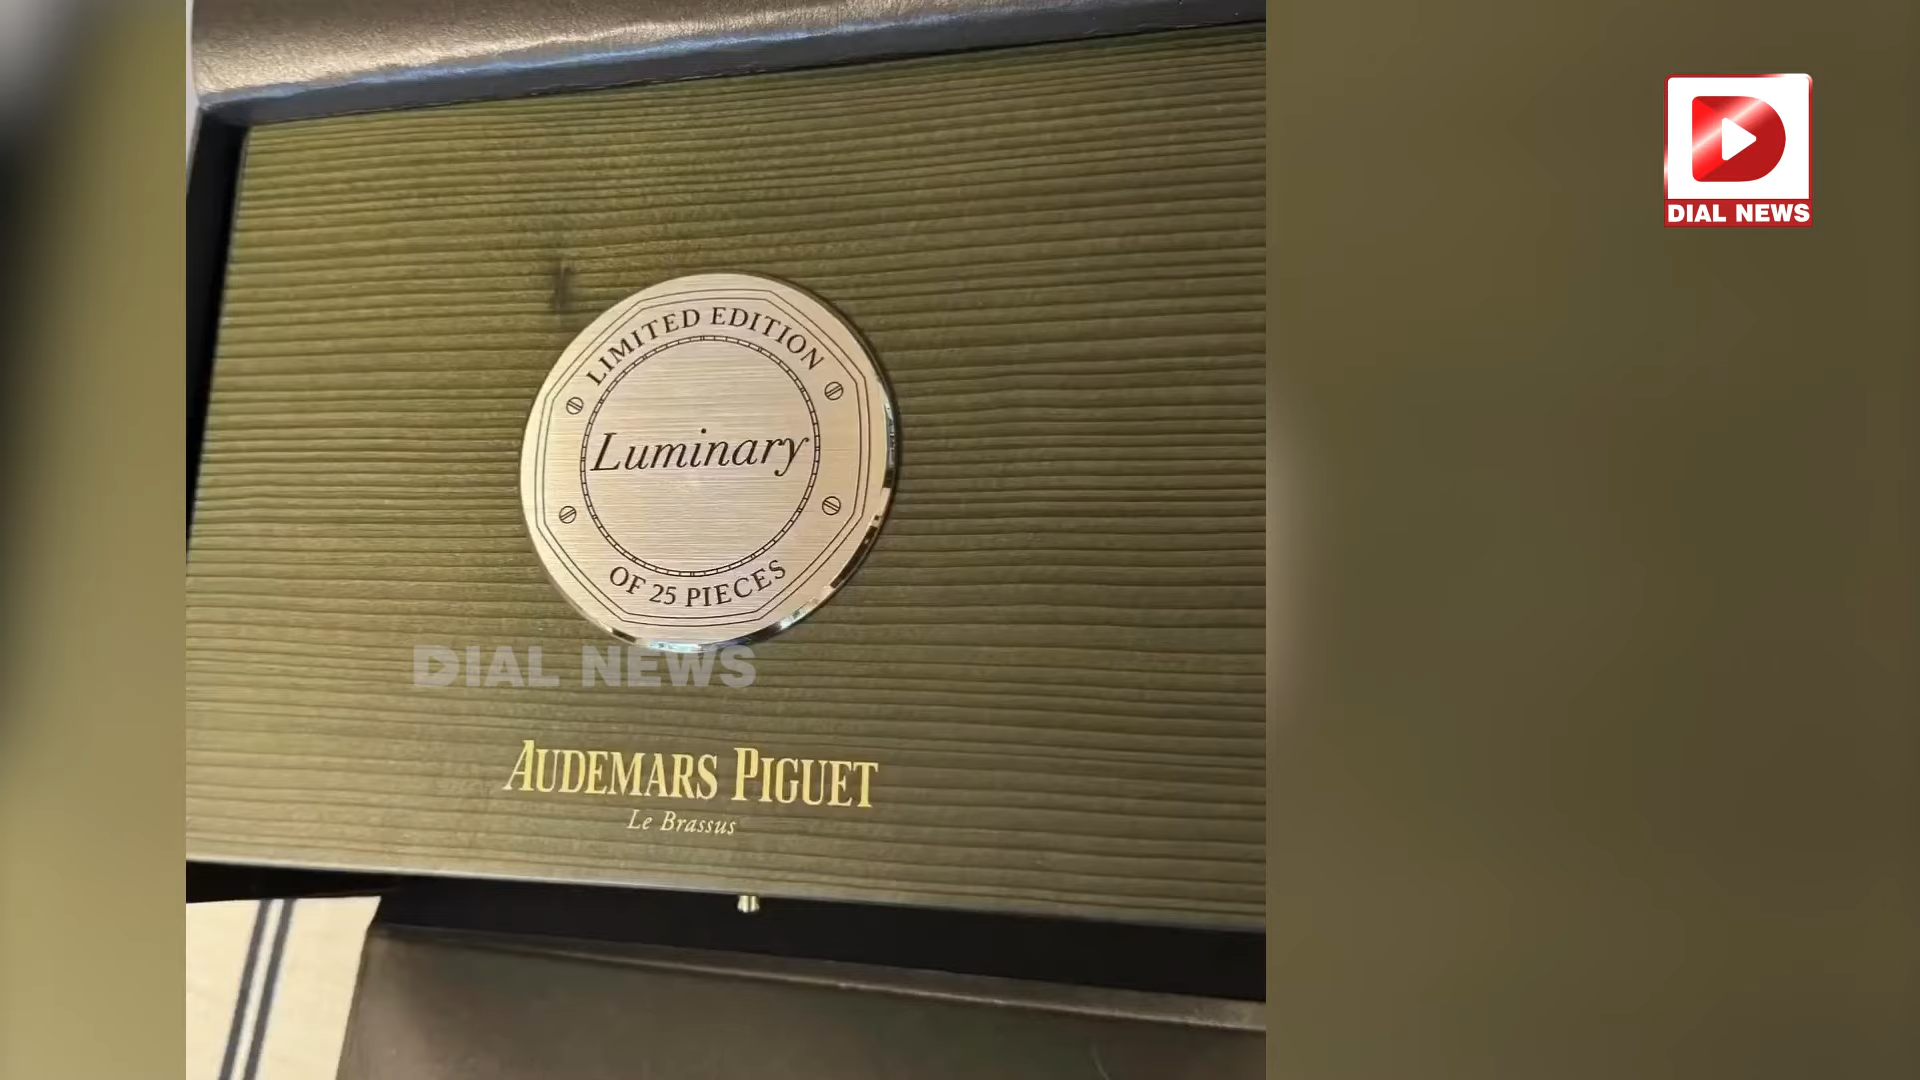 DIAL NEWS
LIMITED EDITION
Luminary
OF 25 PIECES
DIAL NEWS
AUDEMARS PIGUET
Le Brassus